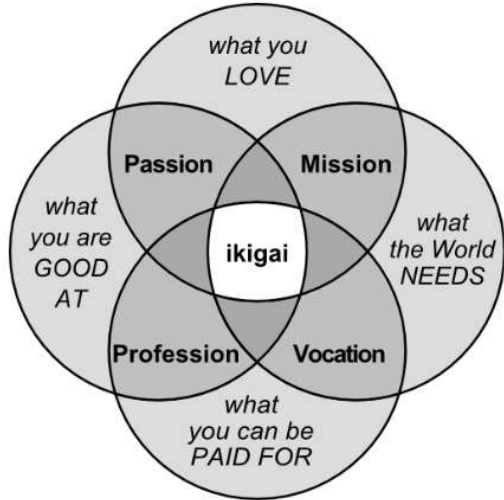 what you
LOVE
Passion
Mission
what
you are
GOOD
AT
ikigai
what
the World
NEEDS
Profession
Vocation
what
you can be
PAID FOR